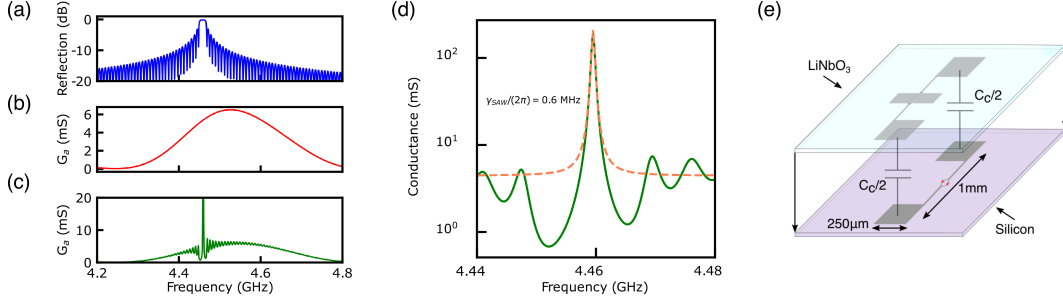 (a)
Reflection (dB)
0
-10
-20
(b)
Gₐ (mS)
6
4
2
0
(c)
Gₐ (mS)
20
10
0
4.2
4.4
4.6
4.8
Frequency (GHz)
(d)
Conductance (mS)
10²
10¹
10⁰
γSAW/(2π) = 0.6 MHz
4.44
4.46
4.48
Frequency (GHz)
(e)
LiNbO₃
C_C/2
C_C/2
1mm
250μm
Silicon